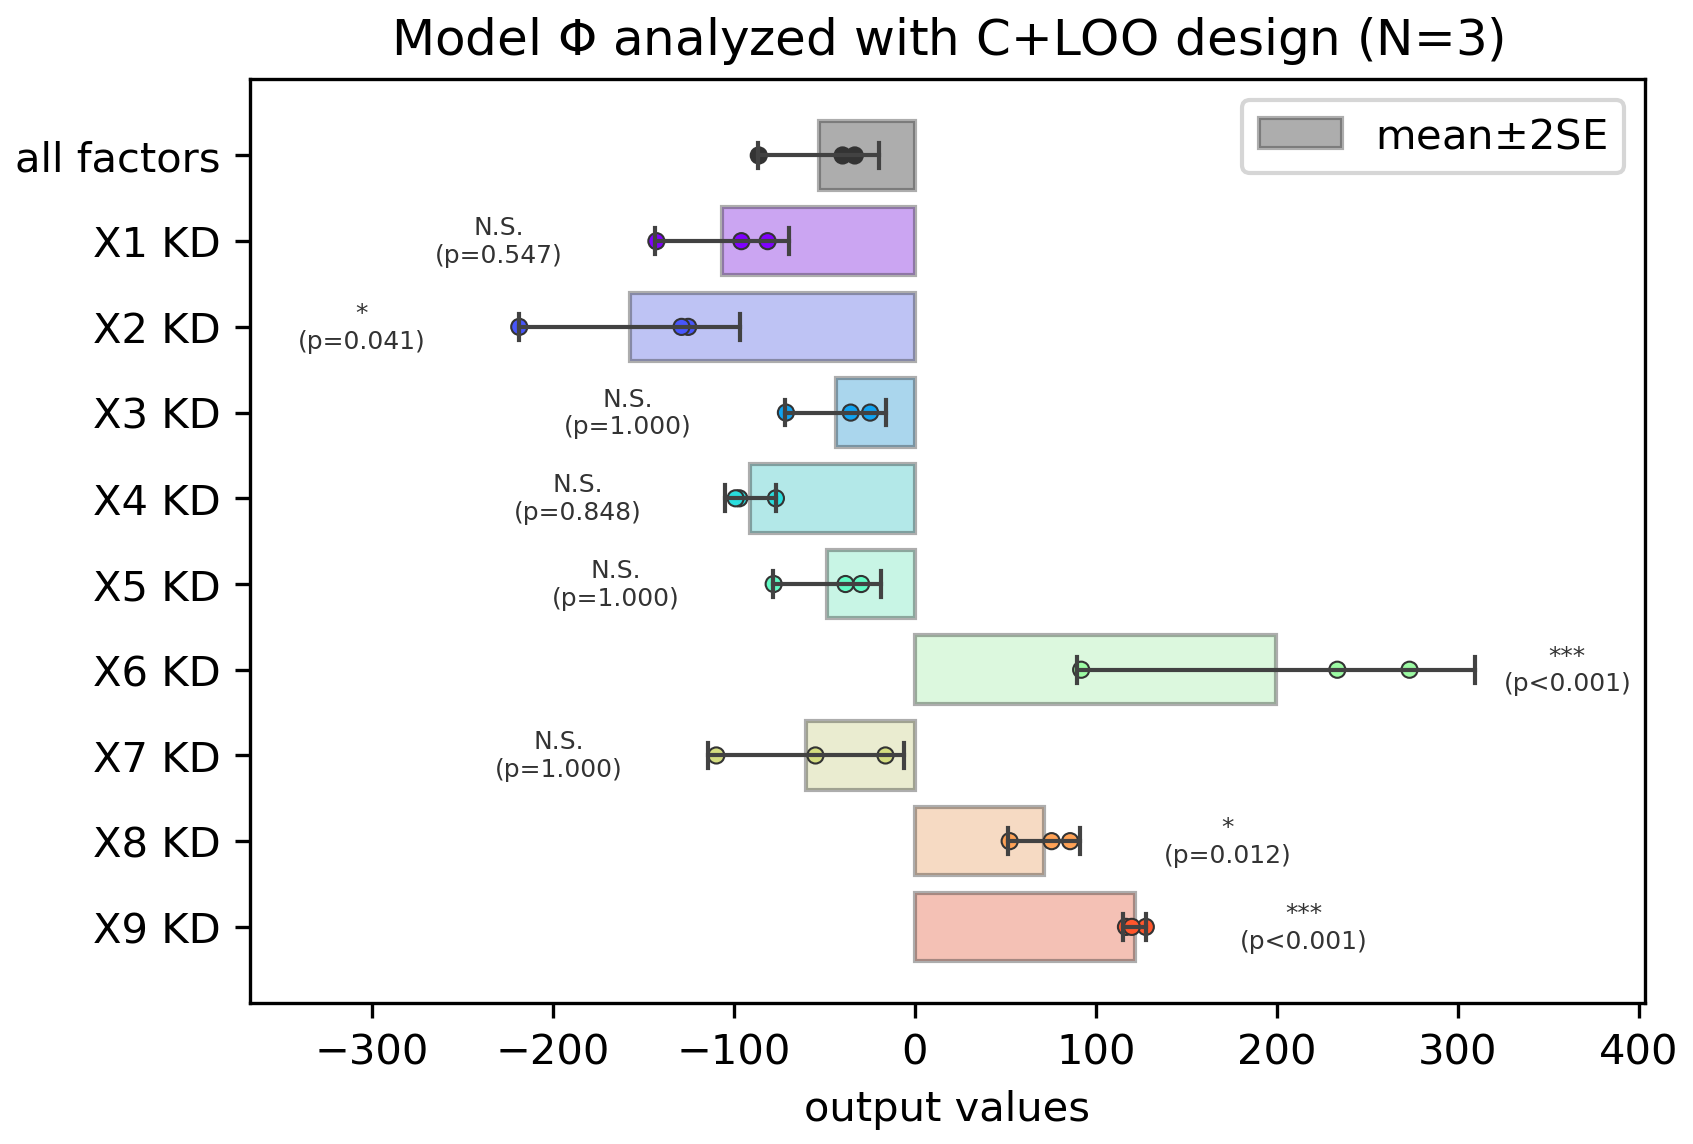 Model Φ analyzed with C+LOO design (N=3)
mean±2SE
all factors
X1 KD
N.S.
(p=0.547)
X2 KD
*
(p=0.041)
X3 KD
N.S.
(p=1.000)
X4 KD
N.S.
(p=0.848)
X5 KD
N.S.
(p=1.000)
X6 KD
***
(p<0.001)
X7 KD
N.S.
(p=1.000)
X8 KD
*
(p=0.012)
X9 KD
***
(p<0.001)
−300 −200 −100 0 100 200 300 400
output values